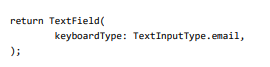 return TextField(
        keyboardType: TextInputType.email,
);